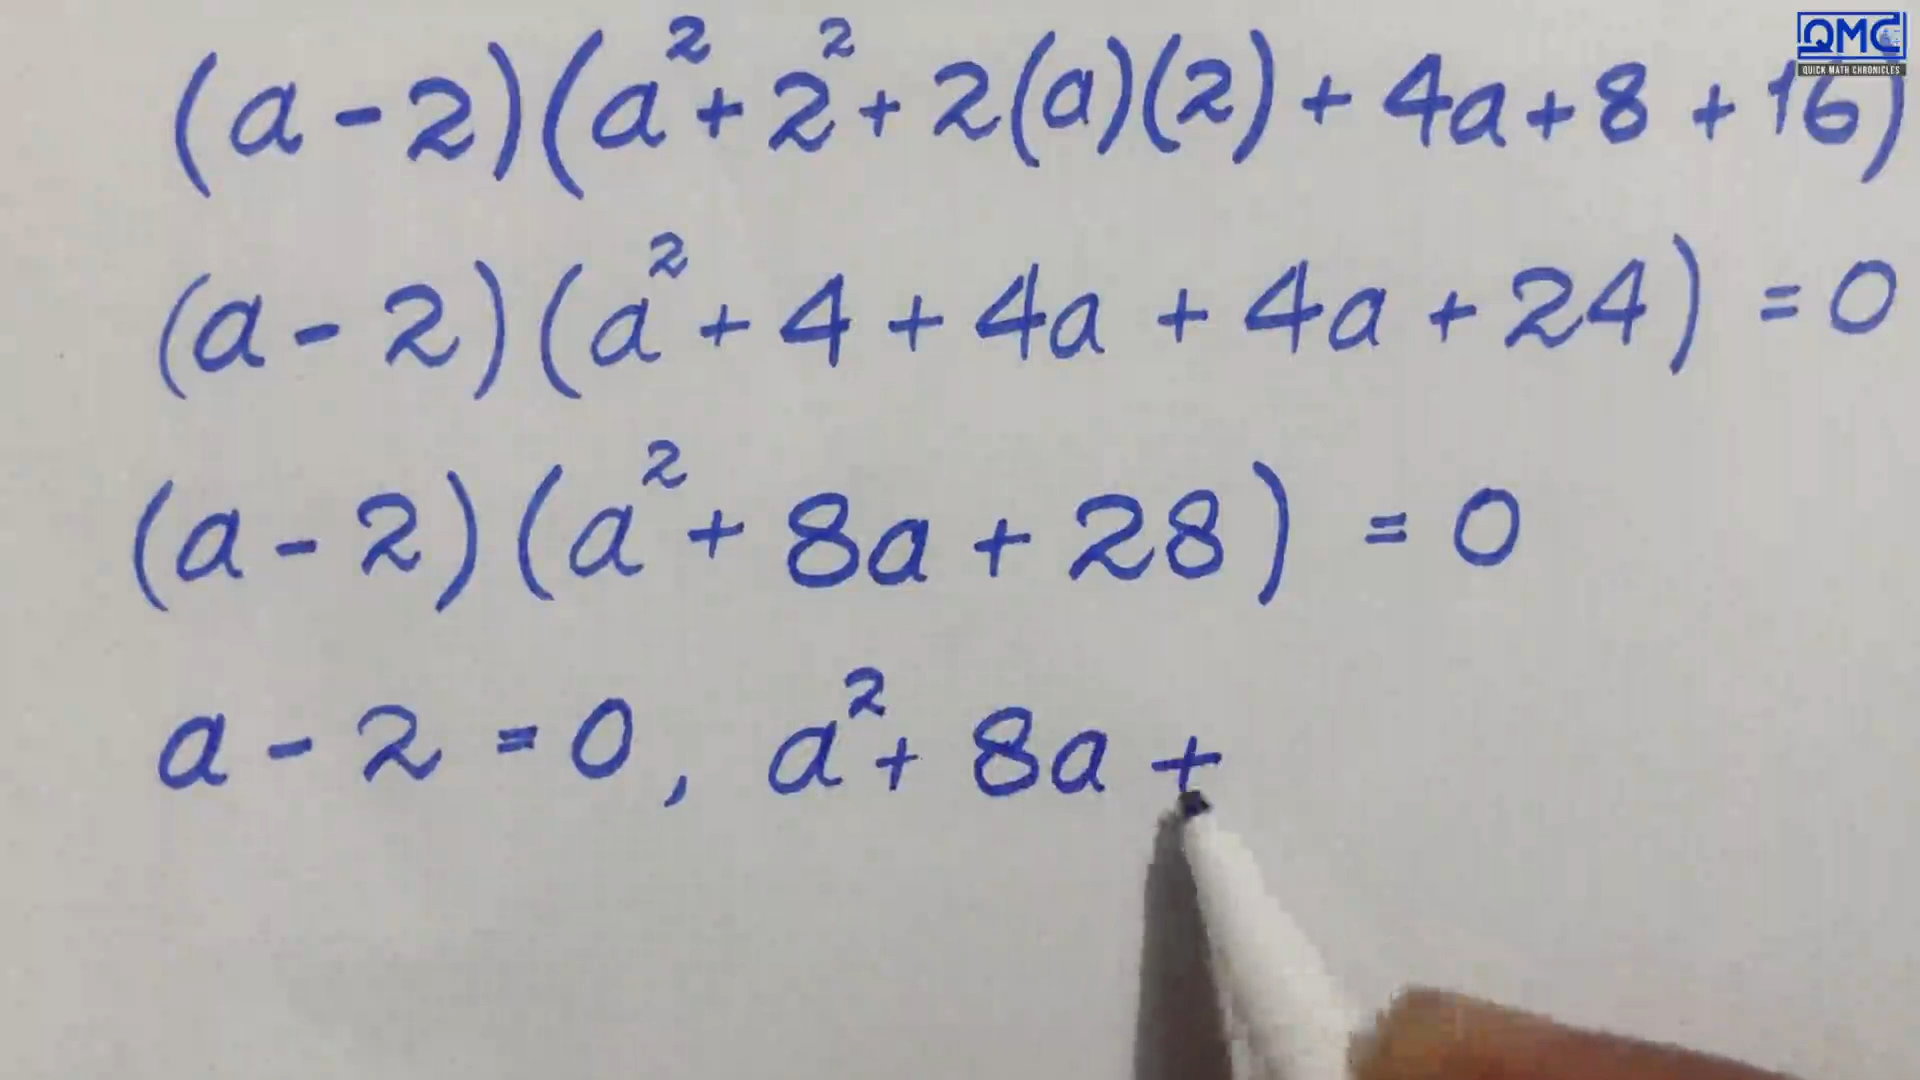 QMC
QUICK MATH CHRONICLES
(a - 2)(a² + 2² + 2(a)(2) + 4a + 8 + 16)
(a - 2)(a² + 4 + 4a + 4a + 24) = 0
(a - 2)(a² + 8a + 28) = 0
a - 2 = 0, a² + 8a +